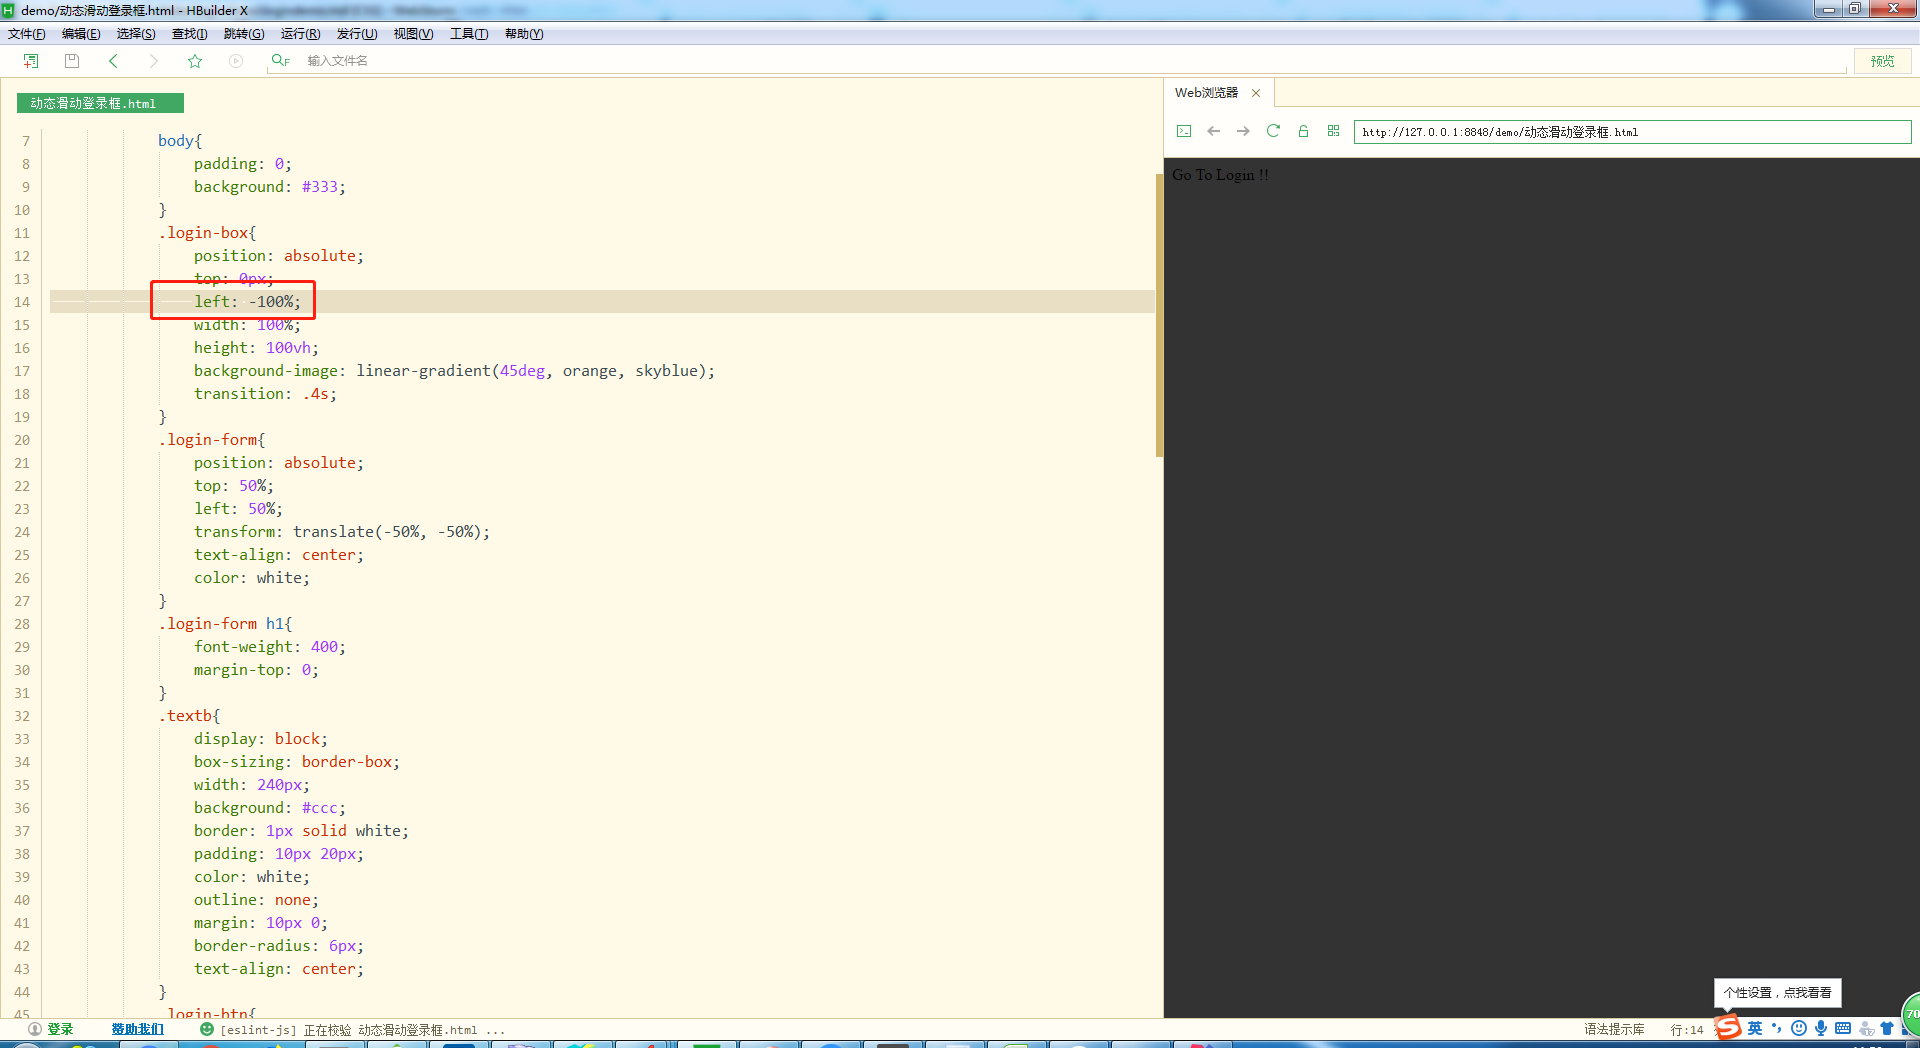 demo/动态滑动登录框.html - HBuilder X
文件(F) 编辑(E) 选择(S) 查找(I) 跳转(G) 运行(R) 发行(U) 视图(V) 工具(T) 帮助(Y)
输入文件名 预览
动态滑动登录框.html
7 body{
8 padding: 0;
9 background: #333;
10 }
11 .login-box{
12 position: absolute;
13 top: 0px;
14 left: -100%;
15 width: 100%;
16 height: 100vh;
17 background-image: linear-gradient(45deg, orange, skyblue);
18 transition: .4s;
19 }
20 .login-form{
21 position: absolute;
22 top: 50%;
23 left: 50%;
24 transform: translate(-50%, -50%);
25 text-align: center;
26 color: white;
27 }
28 .login-form h1{
29 font-weight: 400;
30 margin-top: 0;
31 }
32 .textb{
33 display: block;
34 box-sizing: border-box;
35 width: 240px;
36 background: #ccc;
37 border: 1px solid white;
38 padding: 10px 20px;
39 color: white;
40 outline: none;
41 margin: 10px 0;
42 border-radius: 6px;
43 text-align: center;
44 }
45 .login-btn{
Web浏览器
http://127.0.0.1:8848/demo/动态滑动登录框.html
Go To Login !!
个性设置，点我看看
70
登录 赞助我们 [eslint-js] 正在校验 动态滑动登录框.html ... 语法提示库 行:14
英